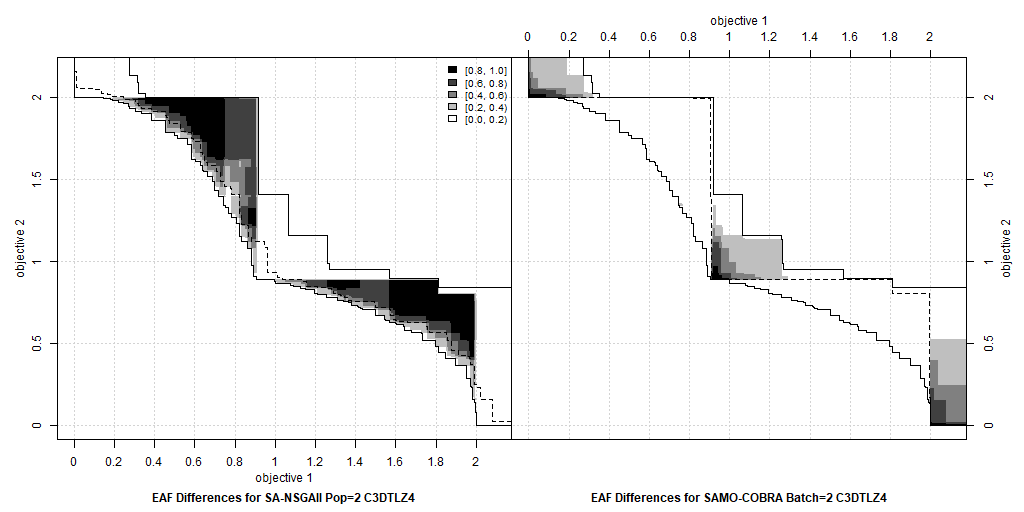 objective 1
0 0.2 0.4 0.6 0.8 1 1.2 1.4 1.6 2
[0.8, 1.0]
[0.6, 0.8)
[0.4, 0.6)
[0.2, 0.4)
[0.0, 0.2)
2 2
1.5 1.5
objective 2 objective 2
1 1
0.5 0.5
0 0
0 0.2 0.4 0.6 0.8 1 1.2 1.4 1.6 2
objective 1
EAF Differences for SA-NSGAII Pop=2 C3DTLZ4 EAF Differences for SAMO-COBRA Batch=2 C3DTLZ4